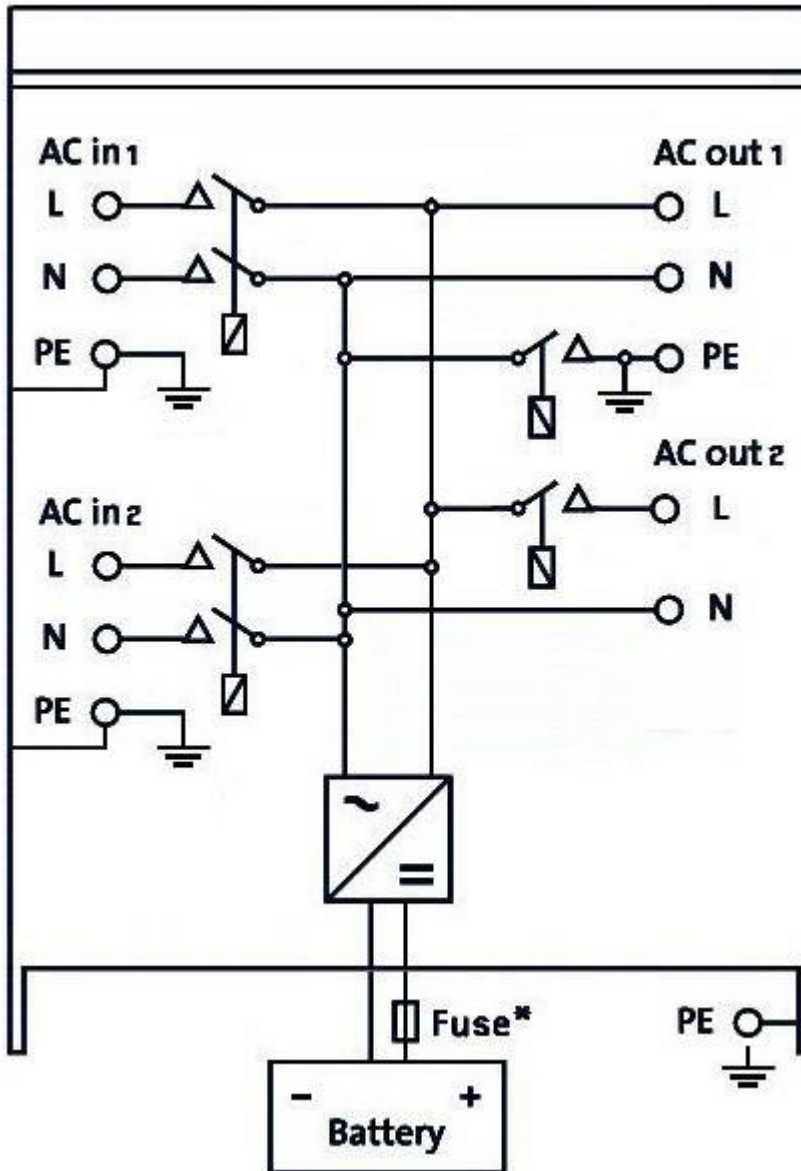 AC in 1
AC out 1
L
L
N
N
PE
PE
AC out 2
AC in 2
L
L
N
N
PE
~
=
Fuse*
PE
- +
Battery